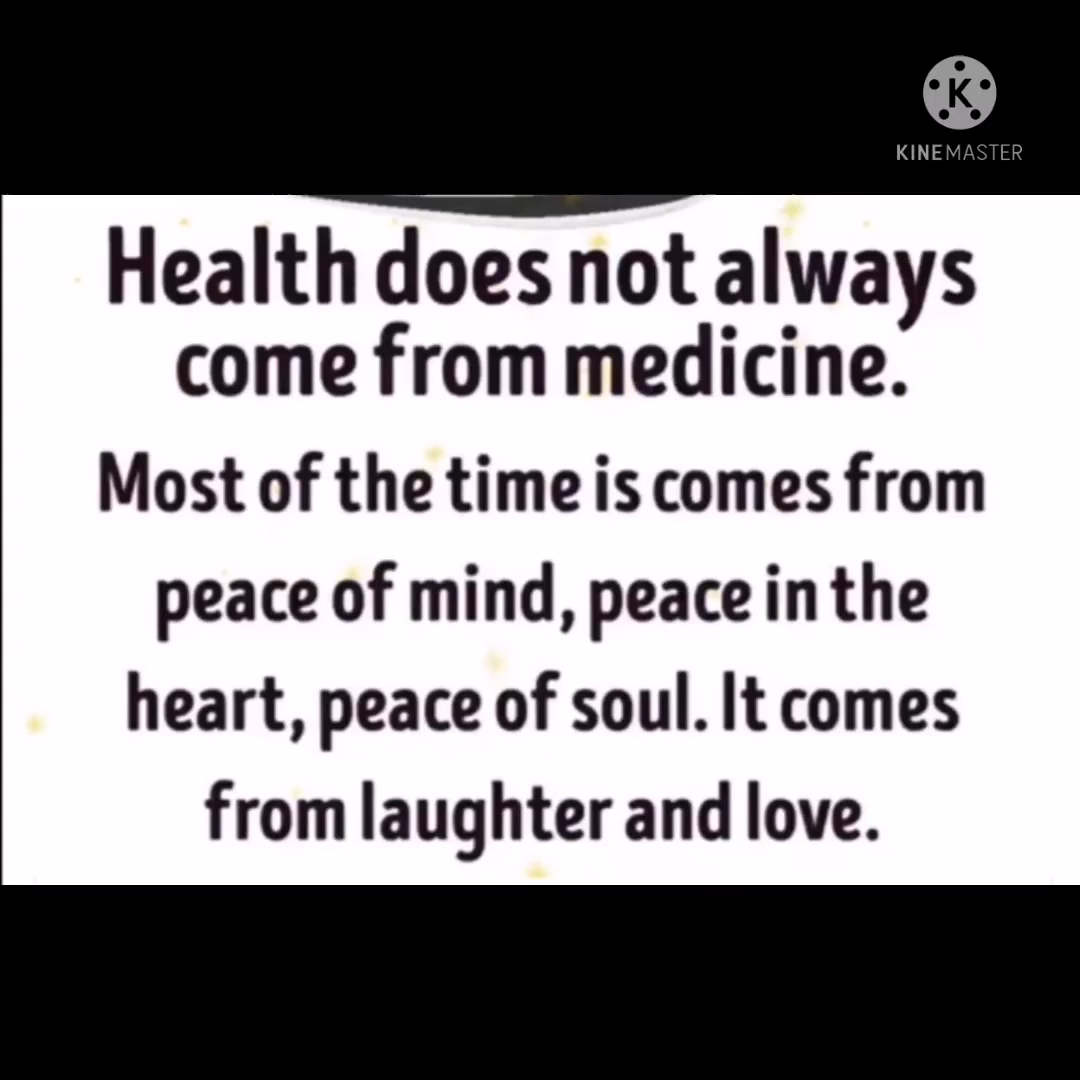 K
KINEMASTER
Health does not always
come from medicine.
Most of the time is comes from
peace of mind, peace in the
heart, peace of soul. It comes
from laughter and love.